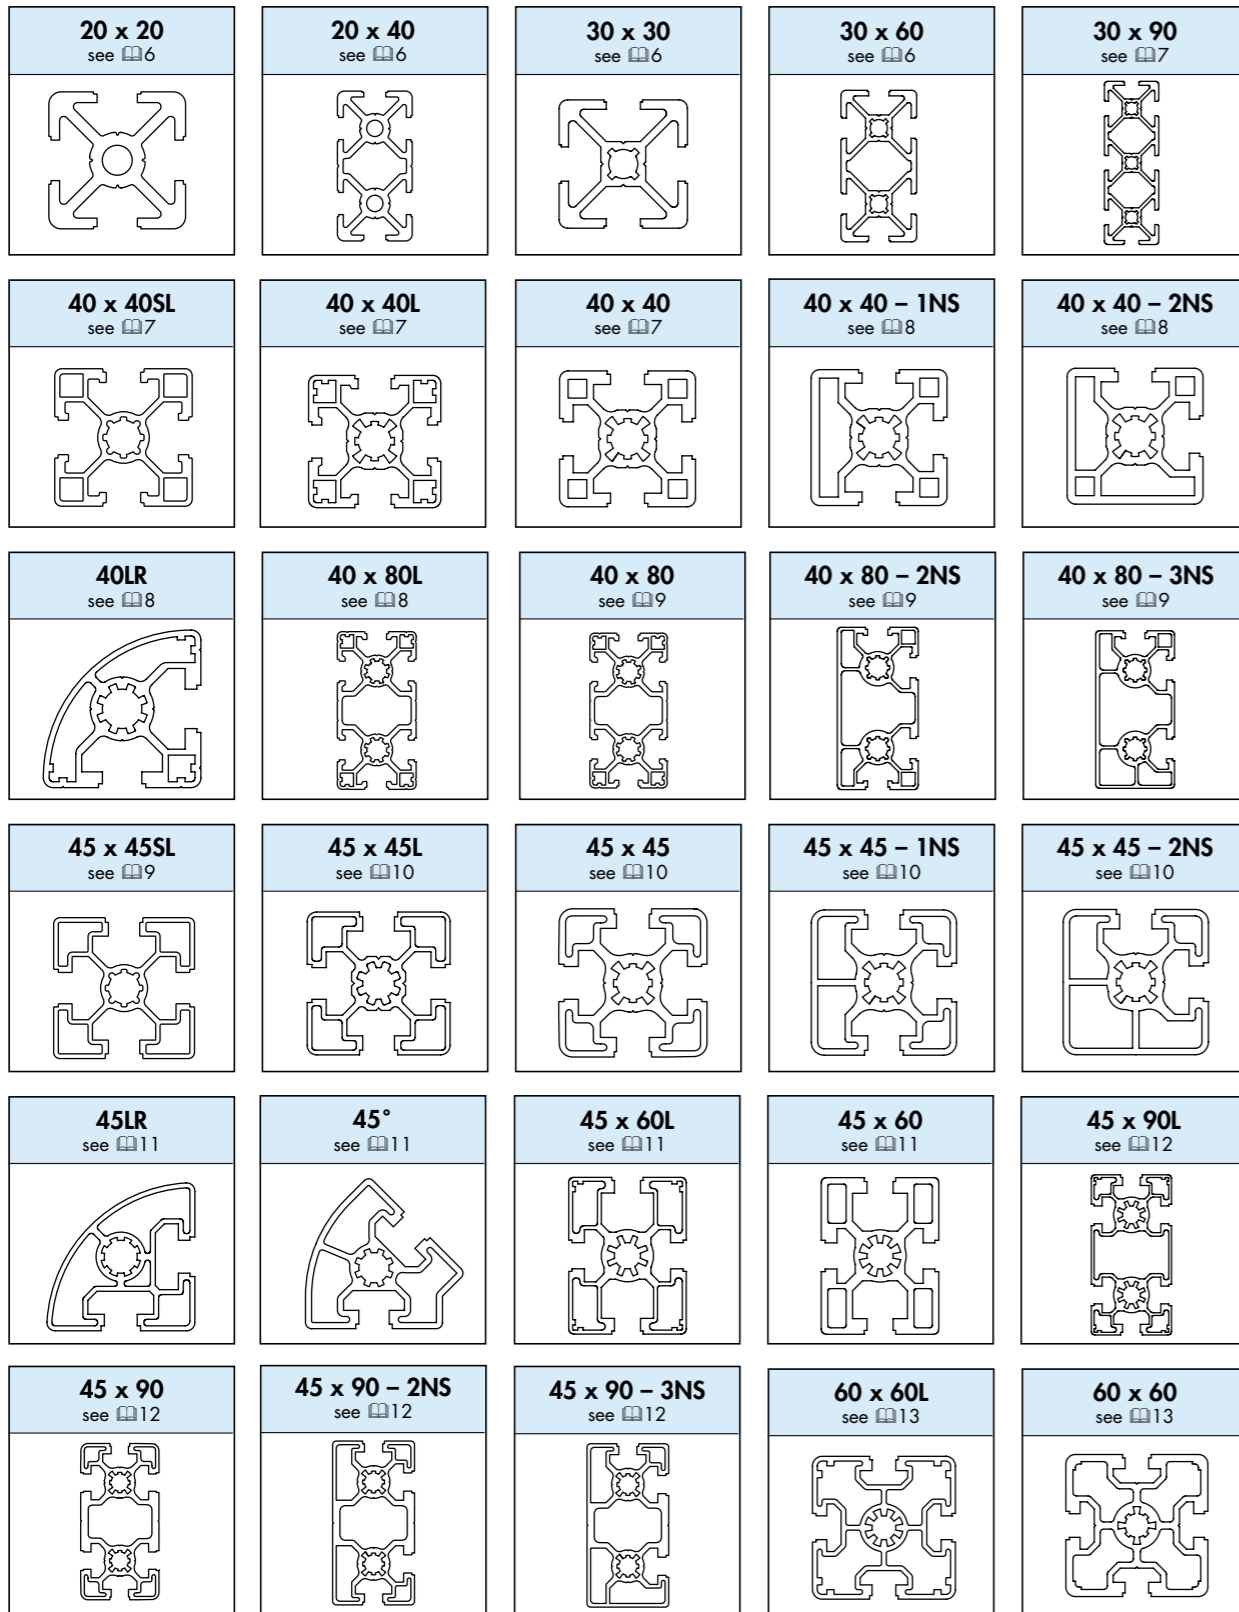 20 x 20
see 6
20 x 40
see 6
30 x 30
see 6
30 x 60
see 6
30 x 90
see 7
40 x 40SL
see 7
40 x 40L
see 7
40 x 40
see 7
40 x 40 – 1NS
see 8
40 x 40 – 2NS
see 8
40LR
see 8
40 x 80L
see 8
40 x 80
see 9
40 x 80 – 2NS
see 9
40 x 80 – 3NS
see 9
45 x 45SL
see 9
45 x 45L
see 10
45 x 45
see 10
45 x 45 – 1NS
see 10
45 x 45 – 2NS
see 10
45LR
see 11
45°
see 11
45 x 60L
see 11
45 x 60
see 11
45 x 90L
see 12
45 x 90
see 12
45 x 90 – 2NS
see 12
45 x 90 – 3NS
see 12
60 x 60L
see 13
60 x 60
see 13